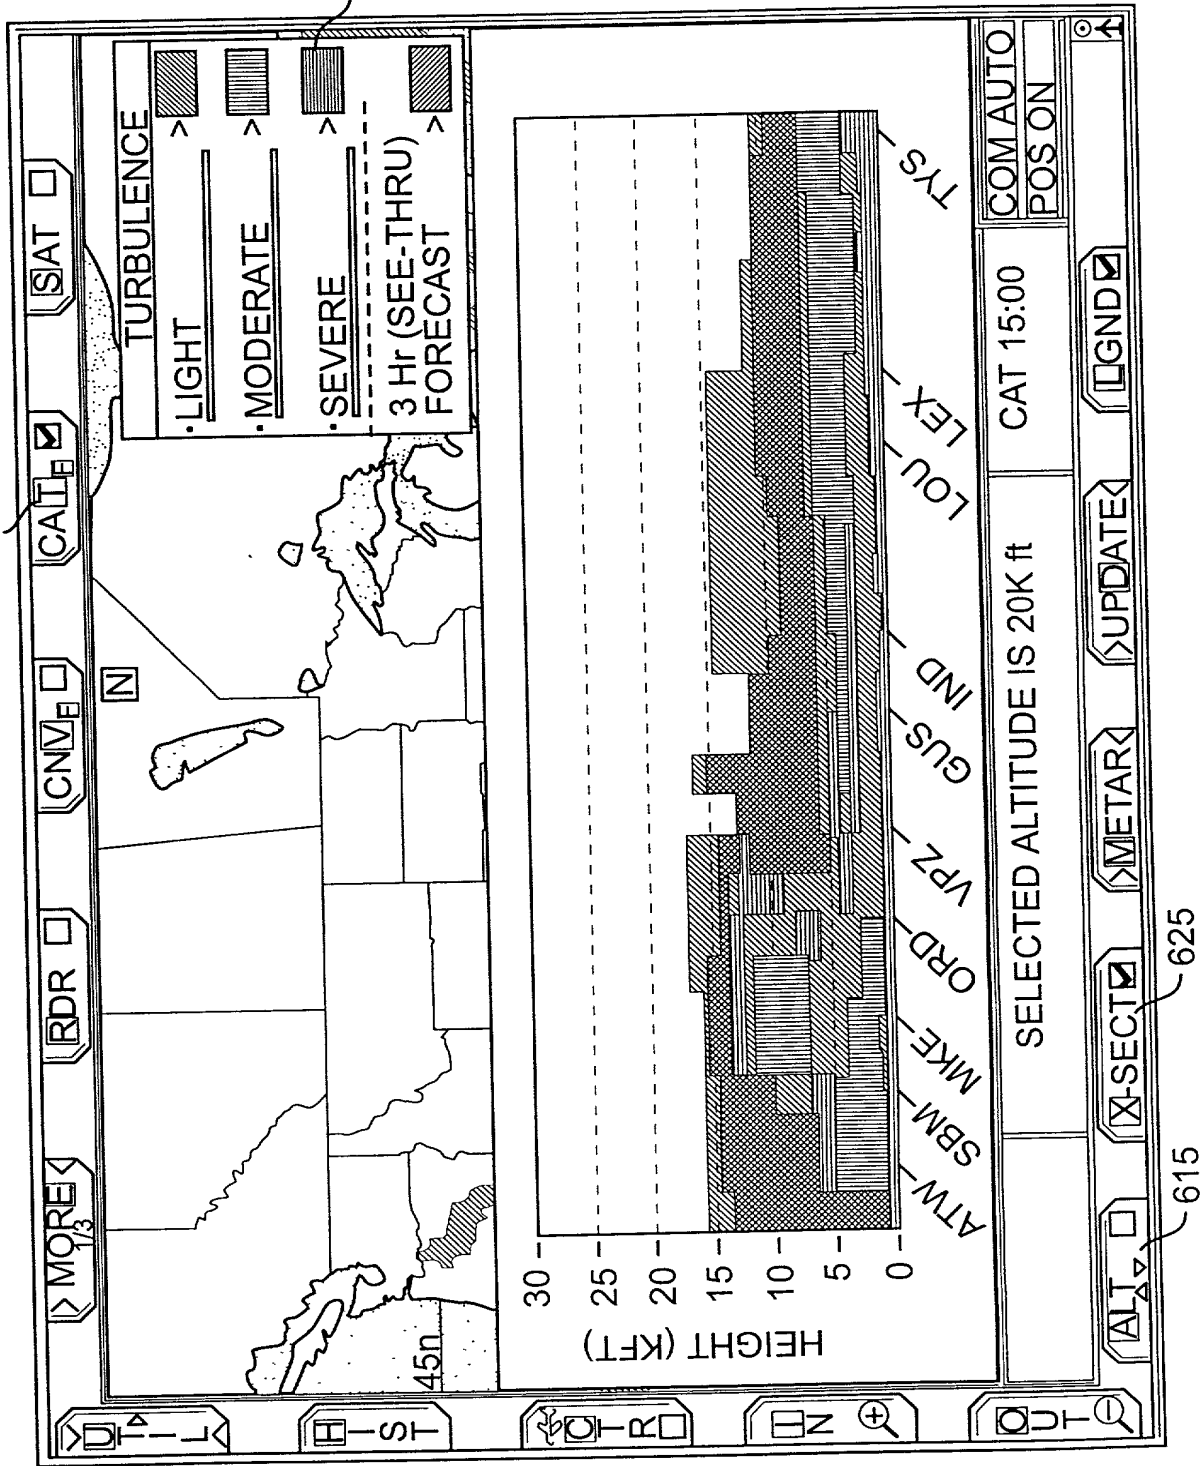 > MORE <
1/3
RDR
CNV F
CAT F
SAT
> UTIL <
HIST
CTR
IN
OUT
N
45n
TURBULENCE
· LIGHT >
· MODERATE >
· SEVERE >
3 Hr (SEE-THRU) >
FORECAST
HEIGHT (KFT)
30
25
20
15
10
5
0
ATW
SBM
MKE
ORD
VPZ
GUS
IND
LOU
LEX
TYS
SELECTED ALTITUDE IS 20K ft
CAT 15:00
COM AUTO
POS ON
ALT
X-SECT
>METAR<
>UPDATE<
LGND
615
625